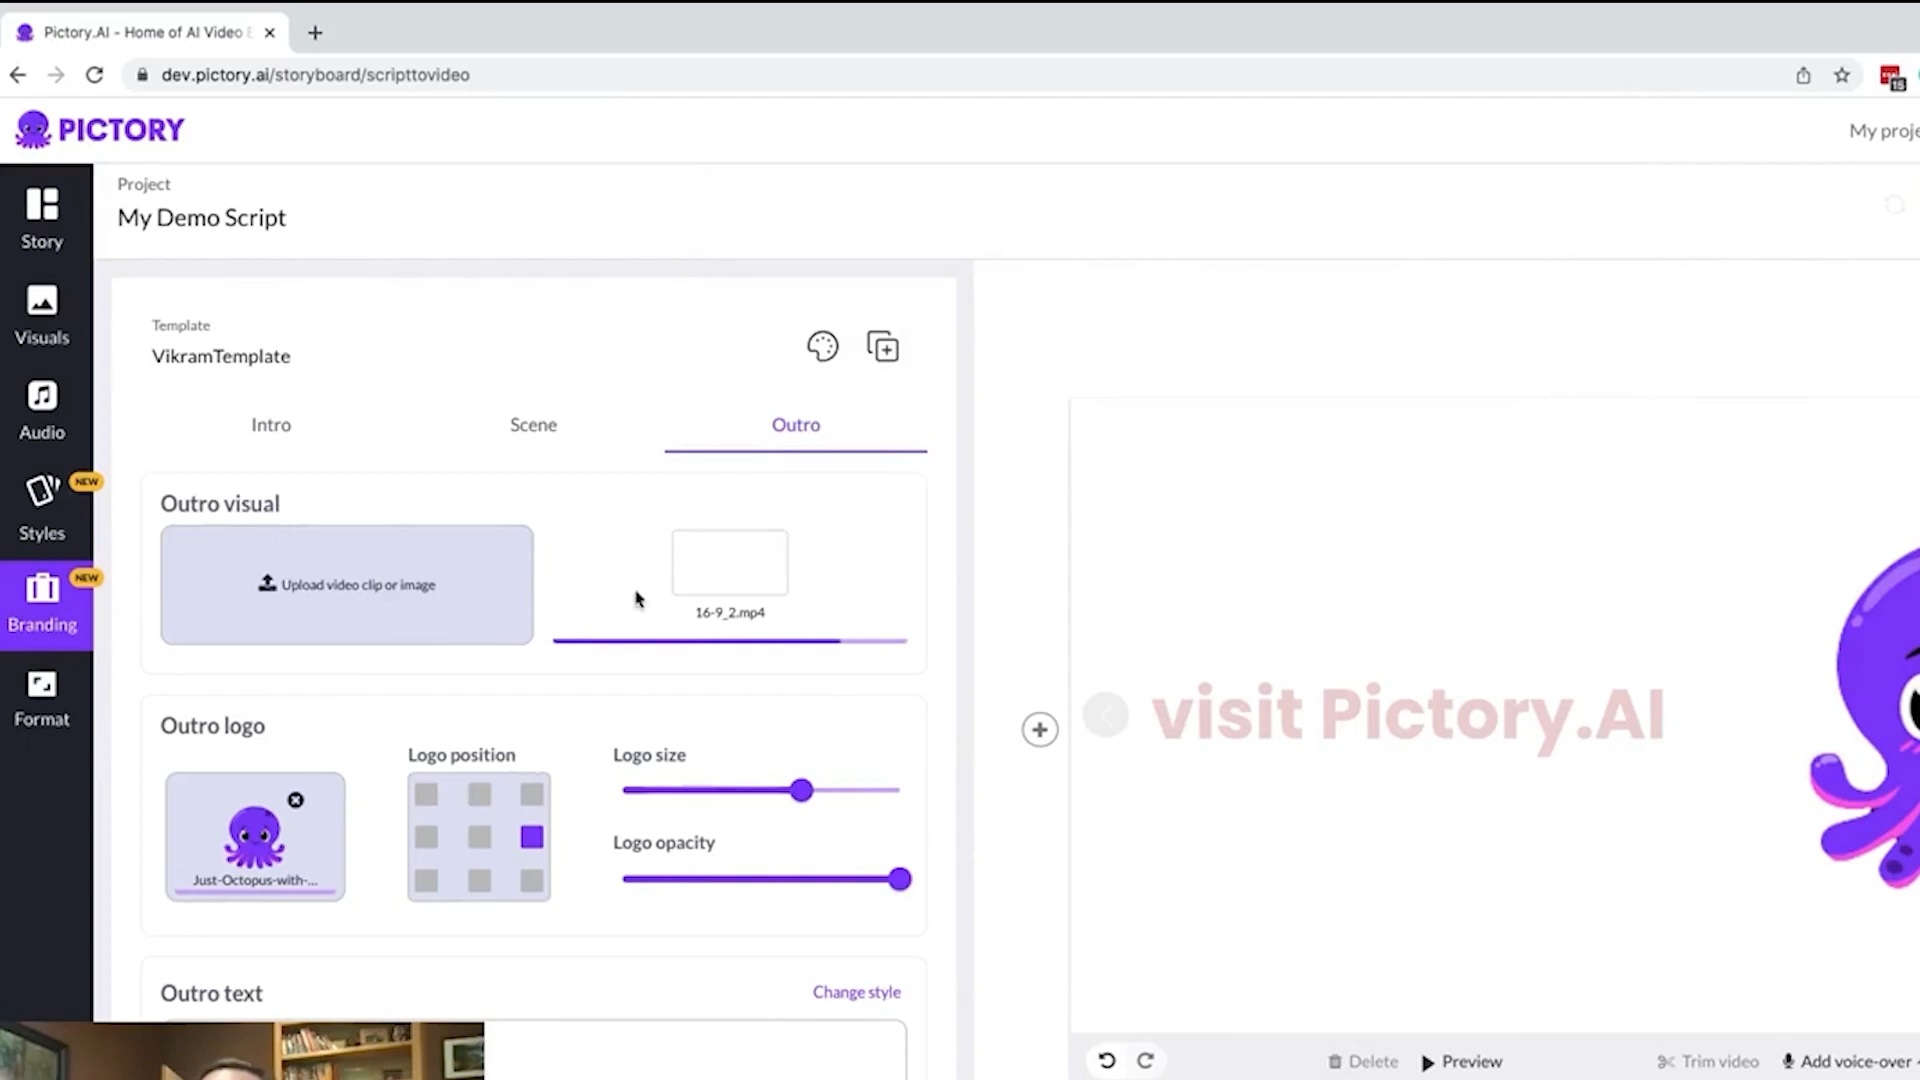 Pictory.AI - Home of AI Video E
dev.pictory.ai/storyboard/scripttovideo
15
PICTORY
My proje
Project
My Demo Script
Story
Visuals
Audio
NEW
Styles
NEW
Branding
Format
Template
VikramTemplate
Intro
Scene
Outro
Outro visual
Upload video clip or image
16-9_2.mp4
Outro logo
Logo position
Logo size
Just-Octopus-with-...
Logo opacity
Outro text
Change style
visit Pictory.AI
Delete
Preview
Trim video
Add voice-over